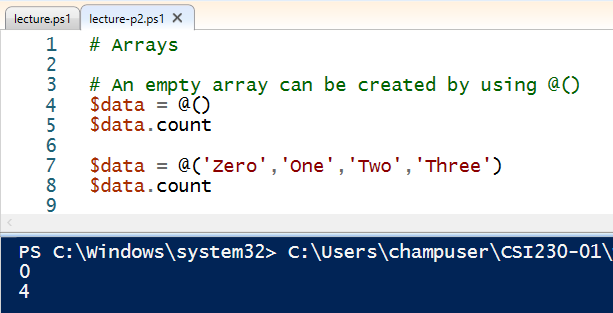 lecture.ps1 lecture-p2.ps1 X
1 # Arrays
2
3 # An empty array can be created by using @()
4 $data = @()
5 $data.count
6
7 $data = @('Zero','One','Two','Three')
8 $data.count
9
PS C:\Windows\system32> C:\Users\champuser\CSI230-01\
0
4